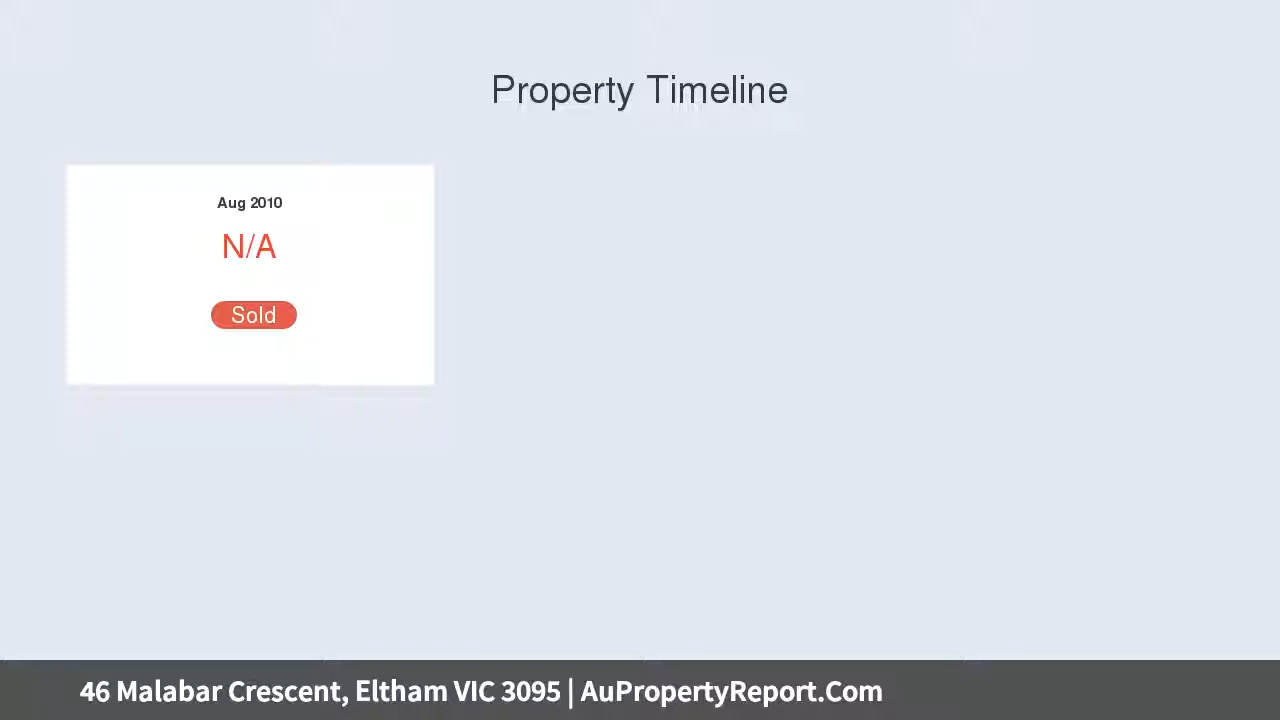 Property Timeline
Aug 2010
N/A
Sold
46 Malabar Crescent, Eltham VIC 3095 | AuPropertyReport.Com